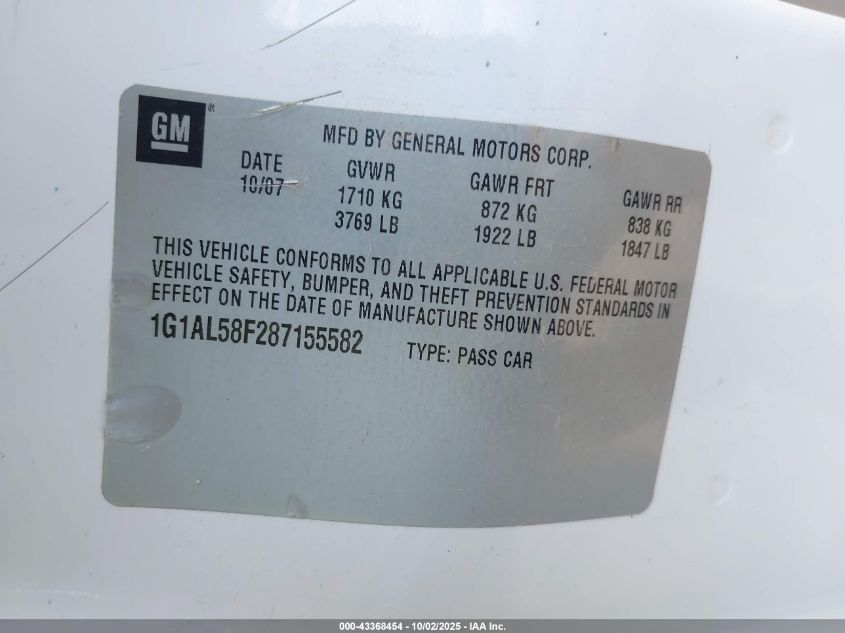 GM ®
MFD BY GENERAL MOTORS CORP.
DATE GVWR GAWR FRT GAWR RR
10/07 1710 KG 872 KG 838 KG
3769 LB 1922 LB 1847 LB
THIS VEHICLE CONFORMS TO ALL APPLICABLE U.S. FEDERAL MOTOR
VEHICLE SAFETY, BUMPER, AND THEFT PREVENTION STANDARDS IN
EFFECT ON THE DATE OF MANUFACTURE SHOWN ABOVE.
1G1AL58F287155582 TYPE: PASS CAR
000-43368454 - 10/02/2025 - IAA Inc.